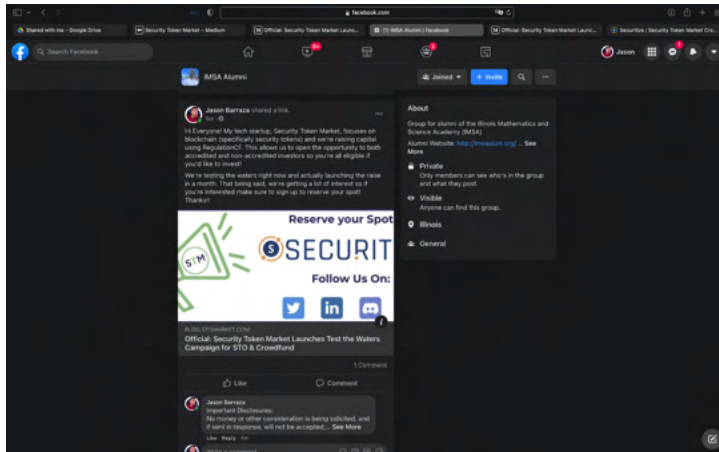 facebook.com
Shared with me - Google Drive
Security Token Market - Medium
Official: Security Token Market Launc...
(1) IMSA Alumni | Facebook
Official: Security Token Market Launc...
Securitize | Security Token Market Cro...
Search Facebook
9+
Jason
IMSA Alumni
Joined
+ Invite
Jason Barraza shared a link.
5m
Hi Everyone! My tech startup, Security Token Market, focuses on
blockchain (specifically security tokens) and we're raising capital
using RegulationCF. This allows us to open the opportunity to both
accredited and non-accredited investors so you're all eligible if
you'd like to invest!
We're testing the waters right now and actually launching the raise
in a month. That being said, we're getting a lot of interest so if
you're interested make sure to sign up to reserve your spot!
Thanks!!
Reserve your Spot
STM
SECURIT
Follow Us On:
BLOG.STOMARKET.COM
Official: Security Token Market Launches Test the Waters
Campaign for STO & Crowdfund
1 Comment
Like
Comment
Jason Barraza
Important Disclosures:
No money or other consideration is being solicited, and
if sent in response, will not be accepted;... See More
Like · Reply · 4m
Write a comment...
About
Group for alumni of the Illinois Mathematics and
Science Academy (IMSA)
Alumni Website: http://imsaalum.org/ ... See
More
Private
Only members can see who's in the group
and what they post.
Visible
Anyone can find this group.
Illinois
General